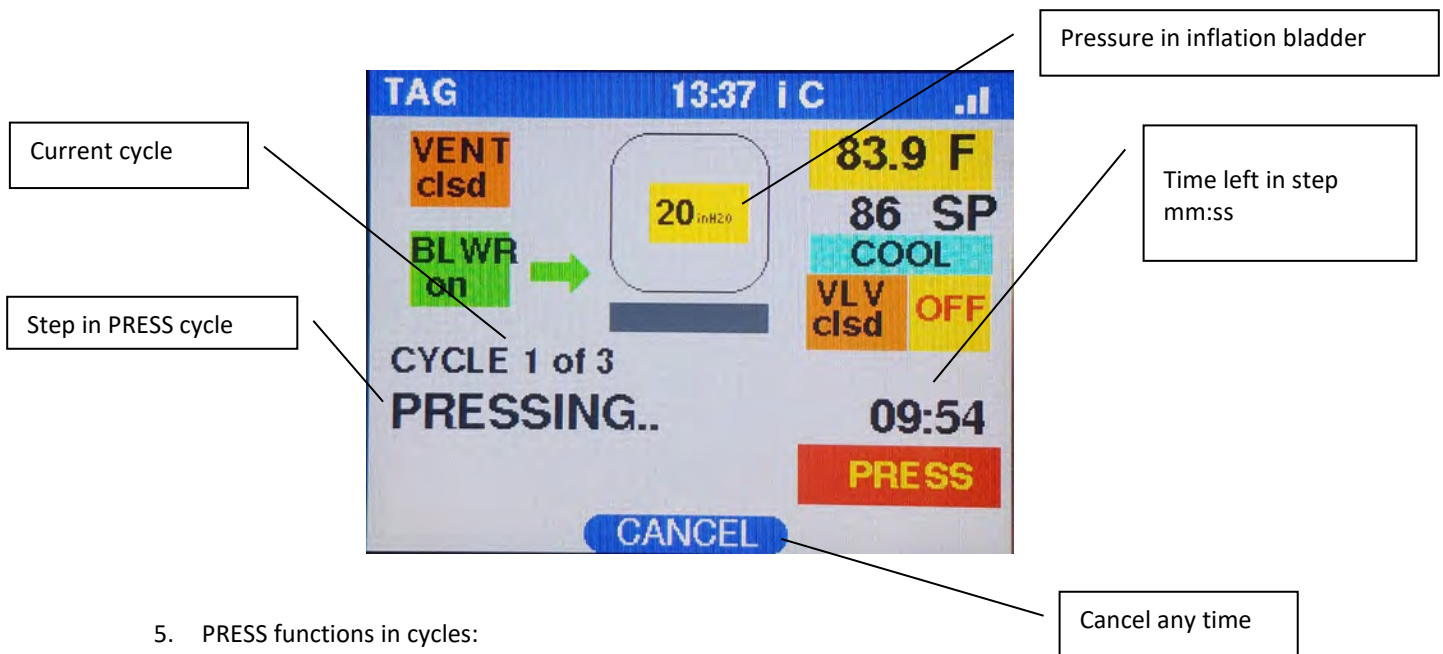 Pressure in inflation bladder
TAG 13:37 i C
Current cycle
VENT
clsd
83.9 F
Time left in step
mm:ss
20 inH20
86 SP
COOL
BLWR
on
VLV
clsd
OFF
Step in PRESS cycle
CYCLE 1 of 3
PRESSING..
09:54
PRESS
CANCEL
Cancel any time
5. PRESS functions in cycles: